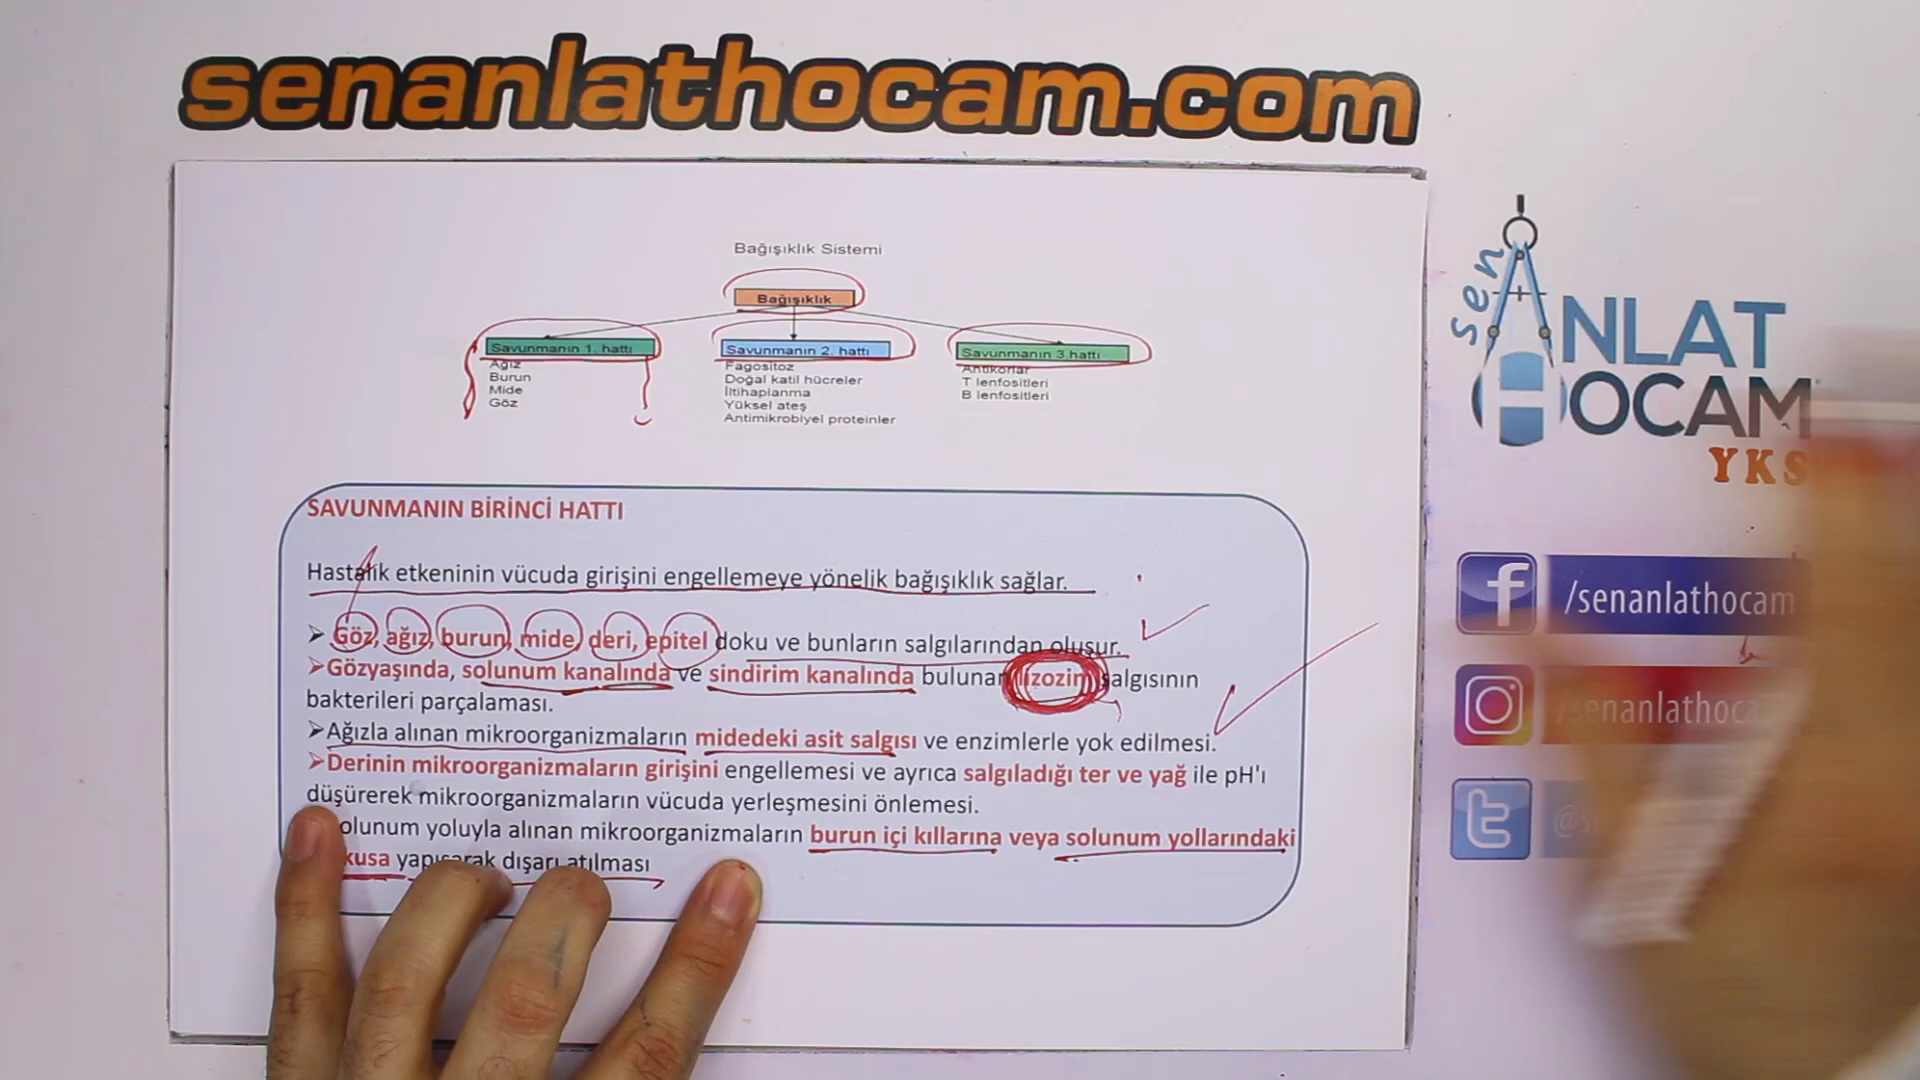 senanlathocam.com
Bağışıklık Sistemi
Bağışıklık
Savunmanın 1. hattı
Ağız
Burun
Mide
Göz
Savunmanın 2. hattı
Fagositoz
Doğal katil hücreler
İltihaplanma
Yüksel ateş
Antimikrobiyel proteinler
Savunmanın 3.hattı
Antikorlar
T lenfositleri
B lenfositleri
SAVUNMANIN BİRİNCİ HATTI
Hastalık etkeninin vücuda girişini engellemeye yönelik bağışıklık sağlar.
➢ Göz, ağız, burun, mide, deri, epitel doku ve bunların salgılarından oluşur.
➢Gözyaşında, solunum kanalında ve sindirim kanalında bulunan lizozim salgısının
bakterileri parçalaması.
➢Ağızla alınan mikroorganizmaların midedeki asit salgısı ve enzimlerle yok edilmesi.
➢Derinin mikroorganizmaların girişini engellemesi ve ayrıca salgıladığı ter ve yağ ile pH'ı
düşürerek mikroorganizmaların vücuda yerleşmesini önlemesi.
olunum yoluyla alınan mikroorganizmaların burun içi kıllarına veya solunum yollarındaki
kusa yapışarak dışarı atılması
sen
ANLAT
HOCAM
YKS
/senanlathocam
/senanlathoca